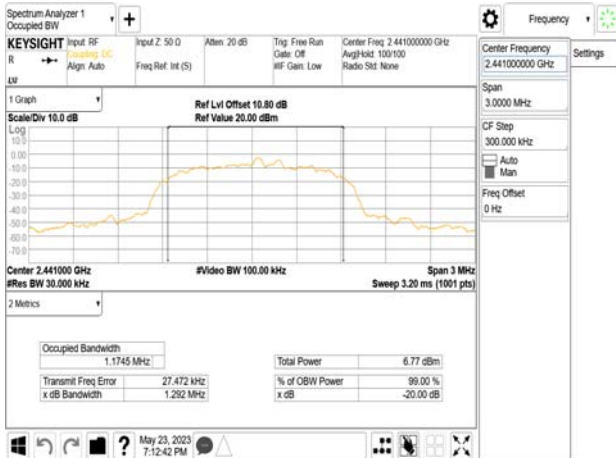 Spectrum Analyzer 1
Occupied BW
+
Frequency
KEYSIGHT
Input: RF
Coupling: DC
Align: Auto
Input Z: 50 Ω
Freq Ref: Int (S)
Atten: 20 dB
Trig: Free Run
Gate: Off
#IF Gain: Low
Center Freq: 2.441000000 GHz
Avg|Hold: 100/100
Radio Std: None
R
Center Frequency
2.441000000 GHz
Settings
Span
3.0000 MHz
CF Step
300.000 kHz
Auto
Man
Freq Offset
0 Hz
1 Graph
Scale/Div 10.0 dB
Ref Lvl Offset 10.80 dB
Ref Value 20.00 dBm
Log
10.0
0.00
-10.0
-20.0
-30.0
-40.0
-50.0
-60.0
-70.0
Center 2.441000 GHz
#Video BW 100.00 kHz
Span 3 MHz
#Res BW 30.000 kHz
Sweep 3.20 ms (1001 pts)
2 Metrics
Occupied Bandwidth
1.1745 MHz
Total Power 6.77 dBm
Transmit Freq Error 27.472 kHz
% of OBW Power 99.00 %
x dB Bandwidth 1.292 MHz
x dB -20.00 dB
?
May 23, 2023
7:12:42 PM